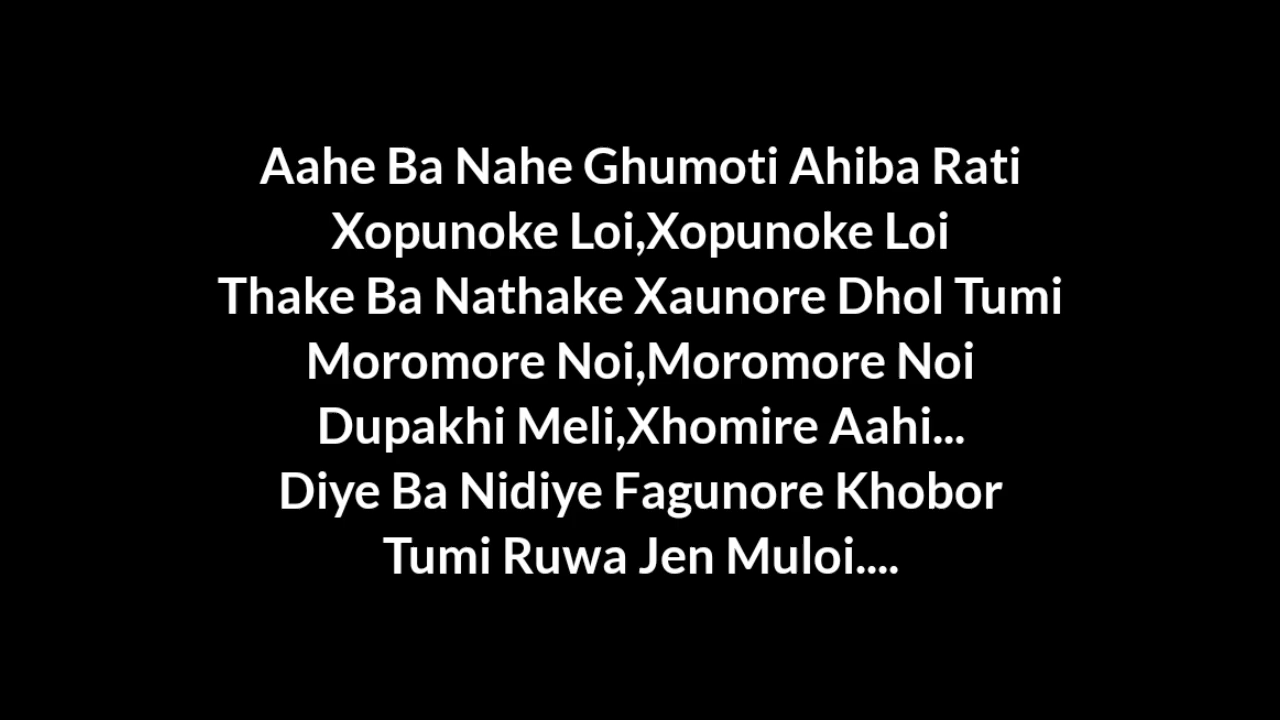 Aahe Ba Nahe Ghumoti Ahiba Rati
Xopunoke Loi,Xopunoke Loi
Thake Ba Nathake Xaunore Dhol Tumi
Moromore Noi,Moromore Noi
Dupakhi Meli,Xhomire Aahi...
Diye Ba Nidiye Fagunore Khobor
Tumi Ruwa Jen Muloi....